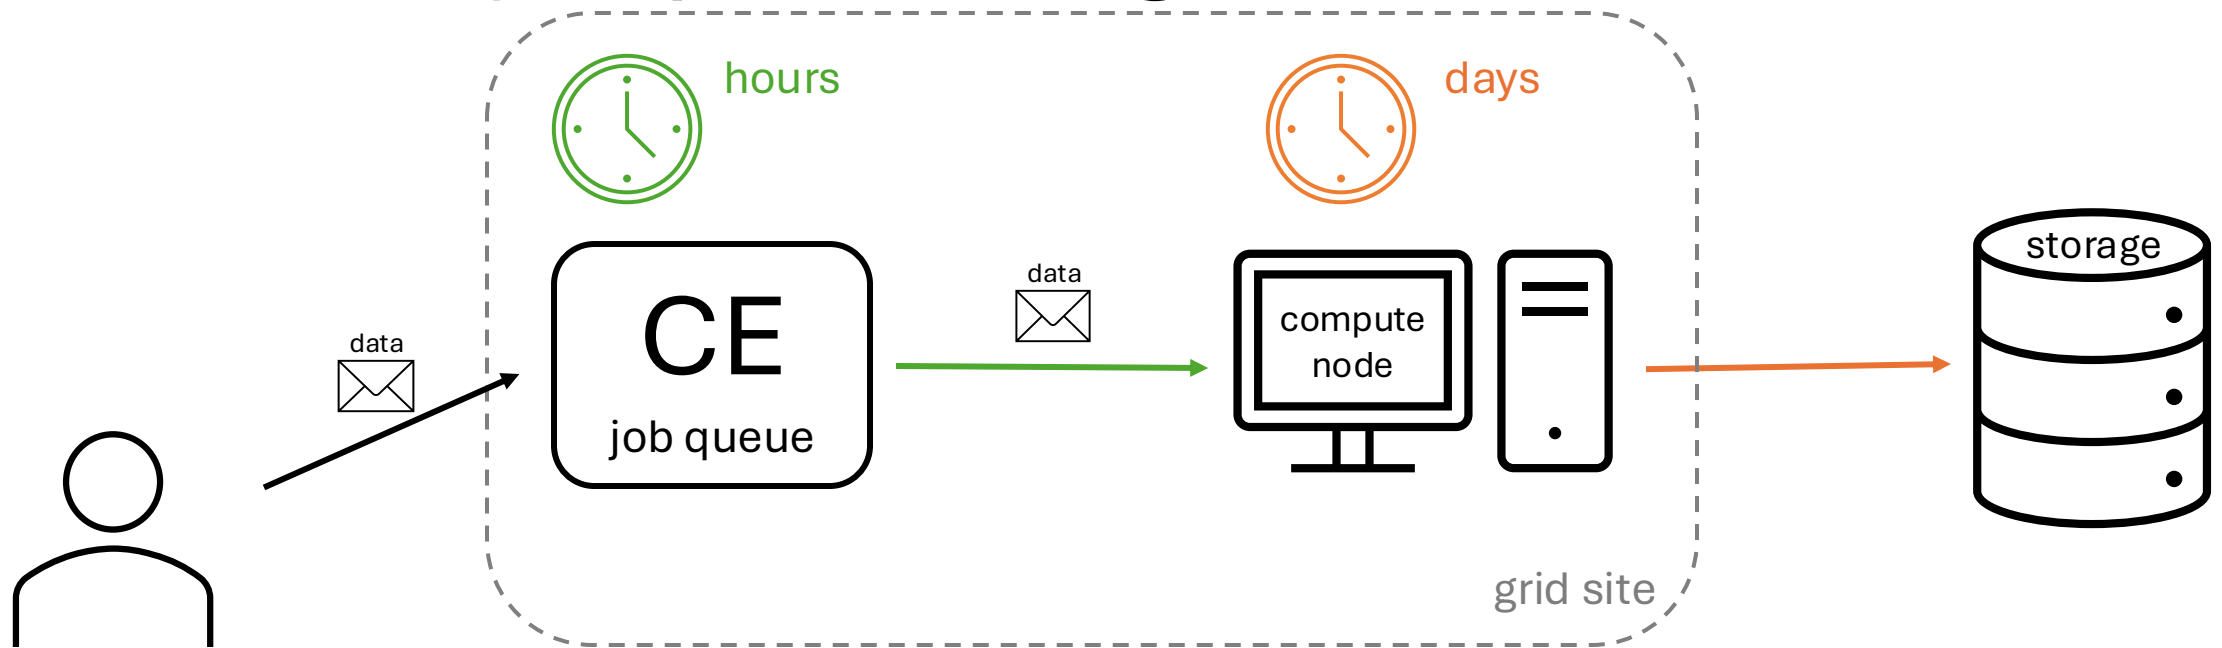 hours
days
data
CE
job queue
data
compute
node
storage
grid site